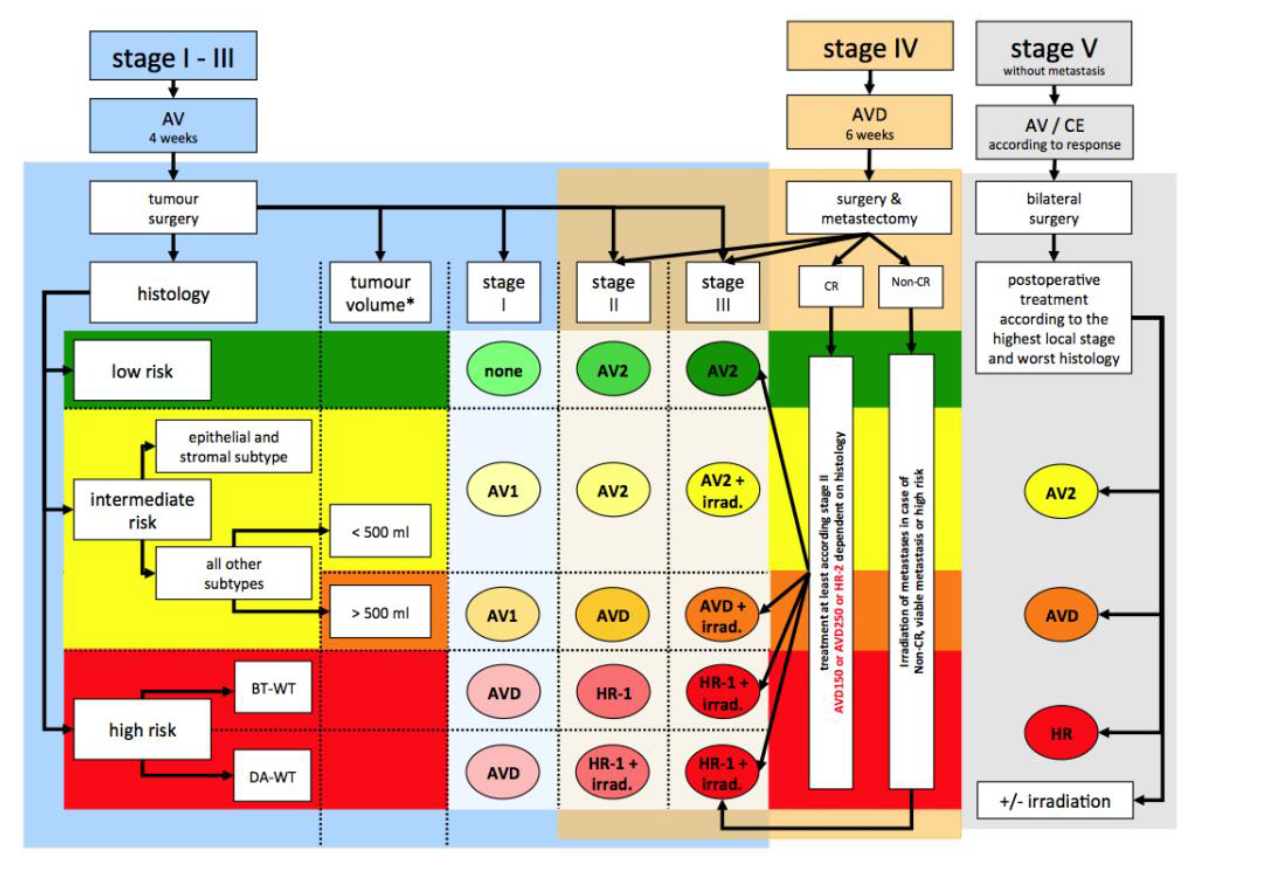 stage I - III
AV
4 weeks
tumour
surgery
histology
tumour
volume*
stage
I
stage
II
stage
III
stage IV
AVD
6 weeks
surgery &
metastectomy
CR
Non-CR
stage V
without metastasis
AV / CE
according to response
bilateral
surgery
postoperative
treatment
according to the
highest local stage
and worst histology
low risk
none
AV2
AV2
epithelial and
stromal subtype
intermediate
risk
all other
subtypes
< 500 ml
> 500 ml
AV1
AV2
AV2 +
irrad.
AV1
AVD
AVD +
irrad.
high risk
BT-WT
DA-WT
AVD
HR-1
HR-1 +
irrad.
AVD
HR-1 +
irrad.
HR-1 +
irrad.
treatment at least according stage II
AVD150 or AVD250 or HR-2 dependent on histology
Irradiation of metastases in case of
Non-CR, viable metastasis or high risk
AV2
AVD
HR
+/- irradiation